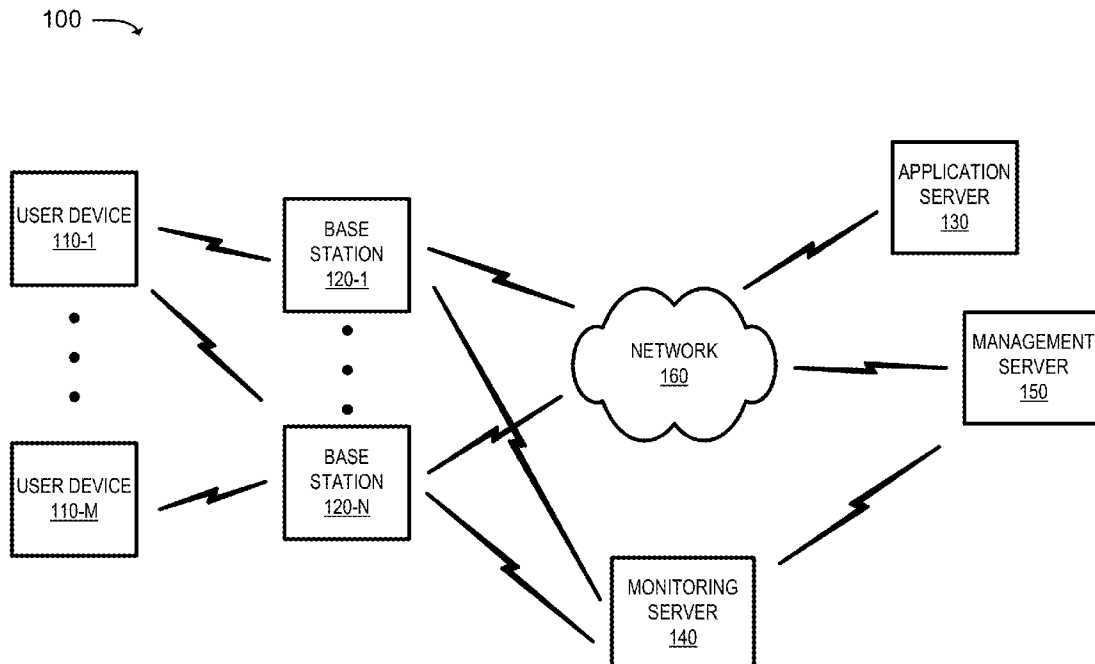 100
USER DEVICE
110-1
BASE
STATION
120-1
APPLICATION
SERVER
130
NETWORK
160
MANAGEMENT
SERVER
150
USER DEVICE
110-M
BASE
STATION
120-N
MONITORING
SERVER
140